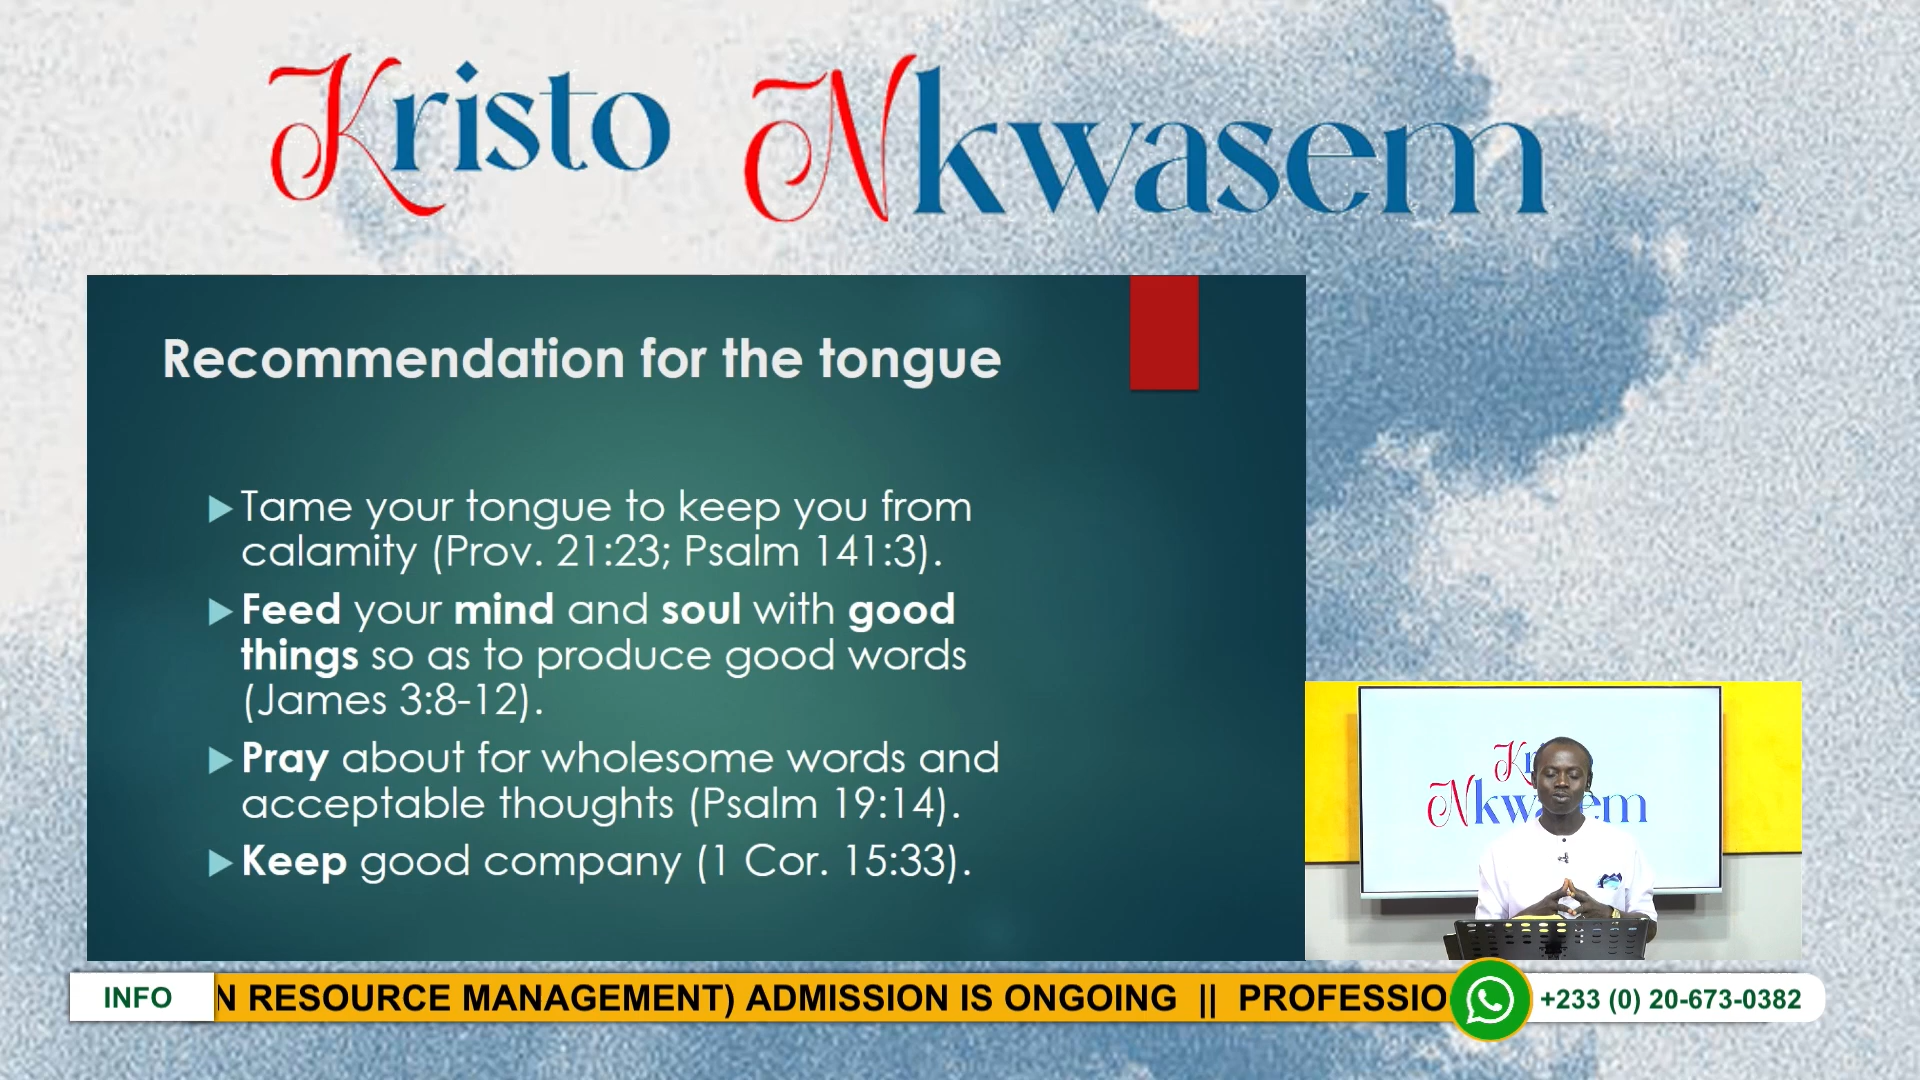 Kristo Nkwasem
Recommendation for the tongue
Tame your tongue to keep you from
calamity (Prov. 21:23; Psalm 141:3).
Feed your mind and soul with good
things so as to produce good words
(James 3:8-12).
Pray about for wholesome words and
acceptable thoughts (Psalm 19:14).
Keep good company (1 Cor. 15:33).
INFO
N RESOURCE MANAGEMENT) ADMISSION IS ONGOING || PROFESSIO
+233 (0) 20-673-0382